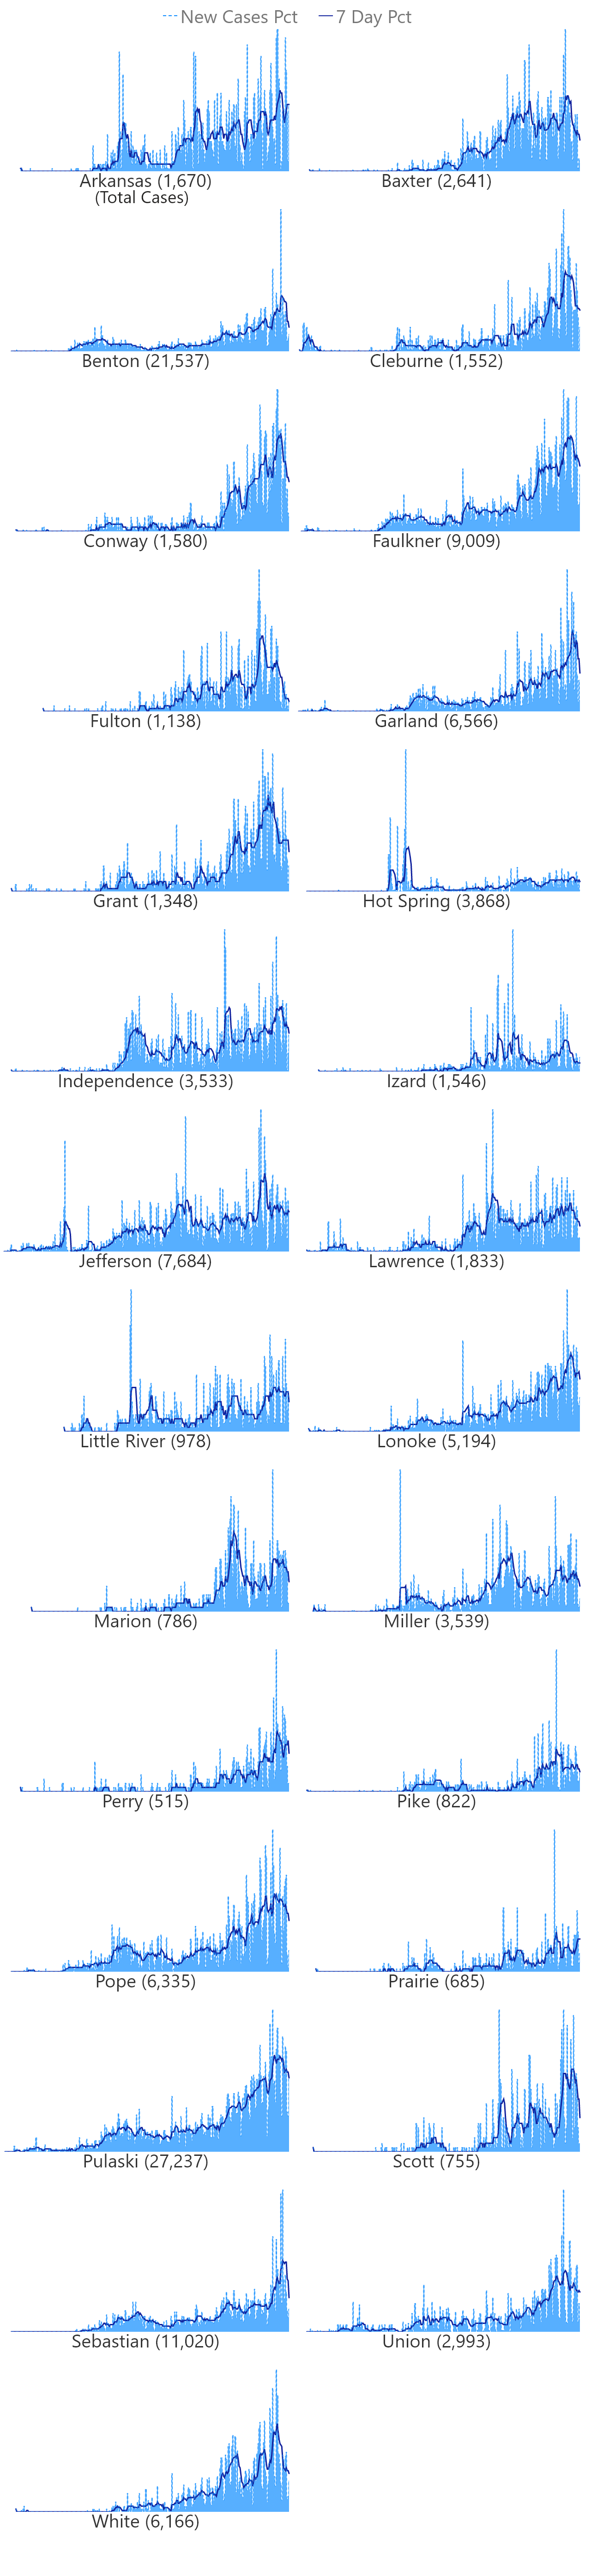 New Cases Pct 7 Day Pct
Arkansas (1,670) Baxter (2,641)
(Total Cases)
Benton (21,537) Cleburne (1,552)
Conway (1,580) Faulkner (9,009)
Fulton (1,138) Garland (6,566)
Grant (1,348) Hot Spring (3,868)
Independence (3,533) Izard (1,546)
Jefferson (7,684) Lawrence (1,833)
Little River (978) Lonoke (5,194)
Marion (786) Miller (3,539)
Perry (515) Pike (822)
Pope (6,335) Prairie (685)
Pulaski (27,237) Scott (755)
Sebastian (11,020) Union (2,993)
White (6,166)